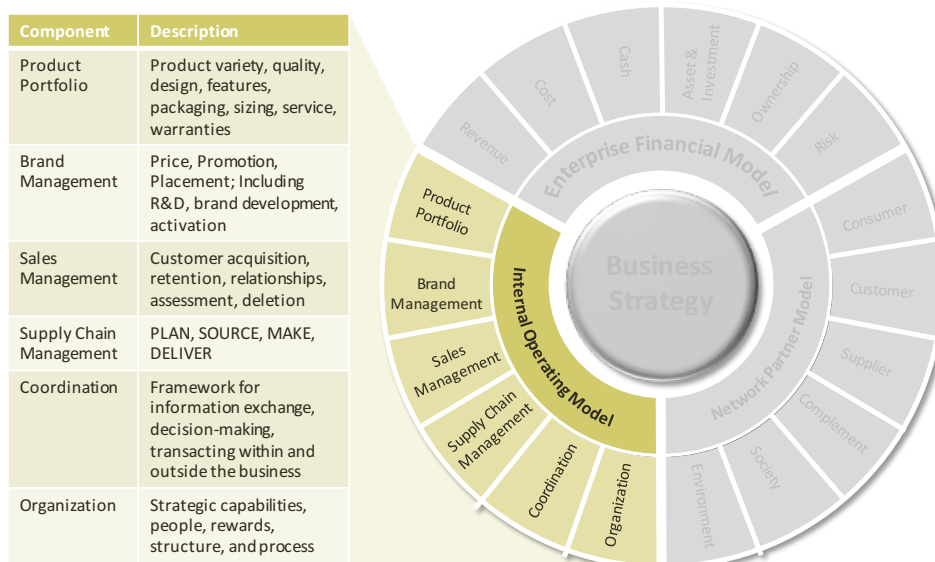 Component Description
Product Portfolio
Product variety, quality, design, features, packaging, sizing, service, warranties
Brand Management
Price, Promotion, Placement; Including R&D, brand development, activation
Sales Management
Customer acquisition, retention, relationships, assessment, deletion
Supply Chain Management
PLAN, SOURCE, MAKE, DELIVER
Coordination
Framework for information exchange, decision-making, transacting within and outside the business
Organization
Strategic capabilities, people, rewards, structure, and process
Business
Strategy
Enterprise Financial Model
Revenue
Cost
Cash
Asset &
Investment
Ownership
Risk
Network Partner Model
Consumer
Customer
Supplier
Complement
Society
Environment
Internal Operating Model
Product
Portfolio
Brand
Management
Sales
Management
Supply Chain
Management
Coordination
Organization